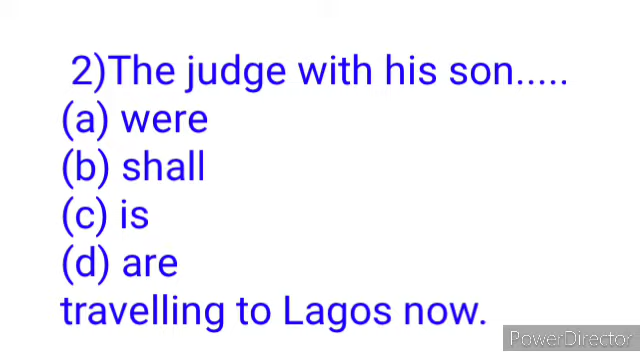 2)The judge with his son.....
(a) were
(b) shall
(c) is
(d) are
travelling to Lagos now.
PowerDirector